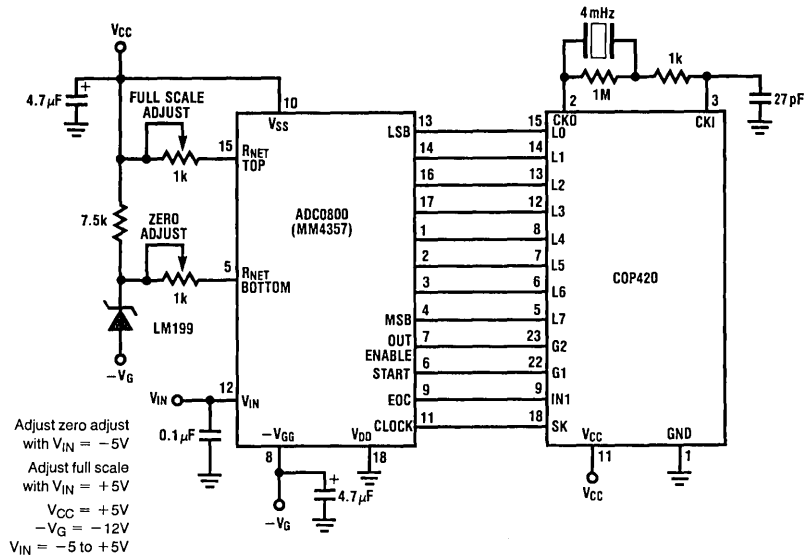 4mHz
VCC
1k
1M
4.7µF
+
FULL SCALE
ADJUST
10
VSS
2
3
27pF
CKO
CKI
13
LSB
15
L0
15
RNET
TOP
1k
14
14
L1
16
13
L2
17
12
L3
ADC0800
(MM4357)
7.5k
ZERO
ADJUST
1
8
L4
2
7
L5
COP420
5
RNET
BOTTOM
1k
3
6
L6
LM199
MSB
4
5
L7
OUT
ENABLE
7
23
G2
−VG
START
6
22
G1
12
VIN
VIN
EOC
9
9
IN1
CLOCK
11
18
SK
0.1µF
−VGG
VDD
VCC
GND
8
18
11
1
+
4.7µF
VCC
−VG
Adjust zero adjust
with VIN = −5V
Adjust full scale
with VIN = +5V
VCC = +5V
−VG = −12V
VIN = −5 to +5V